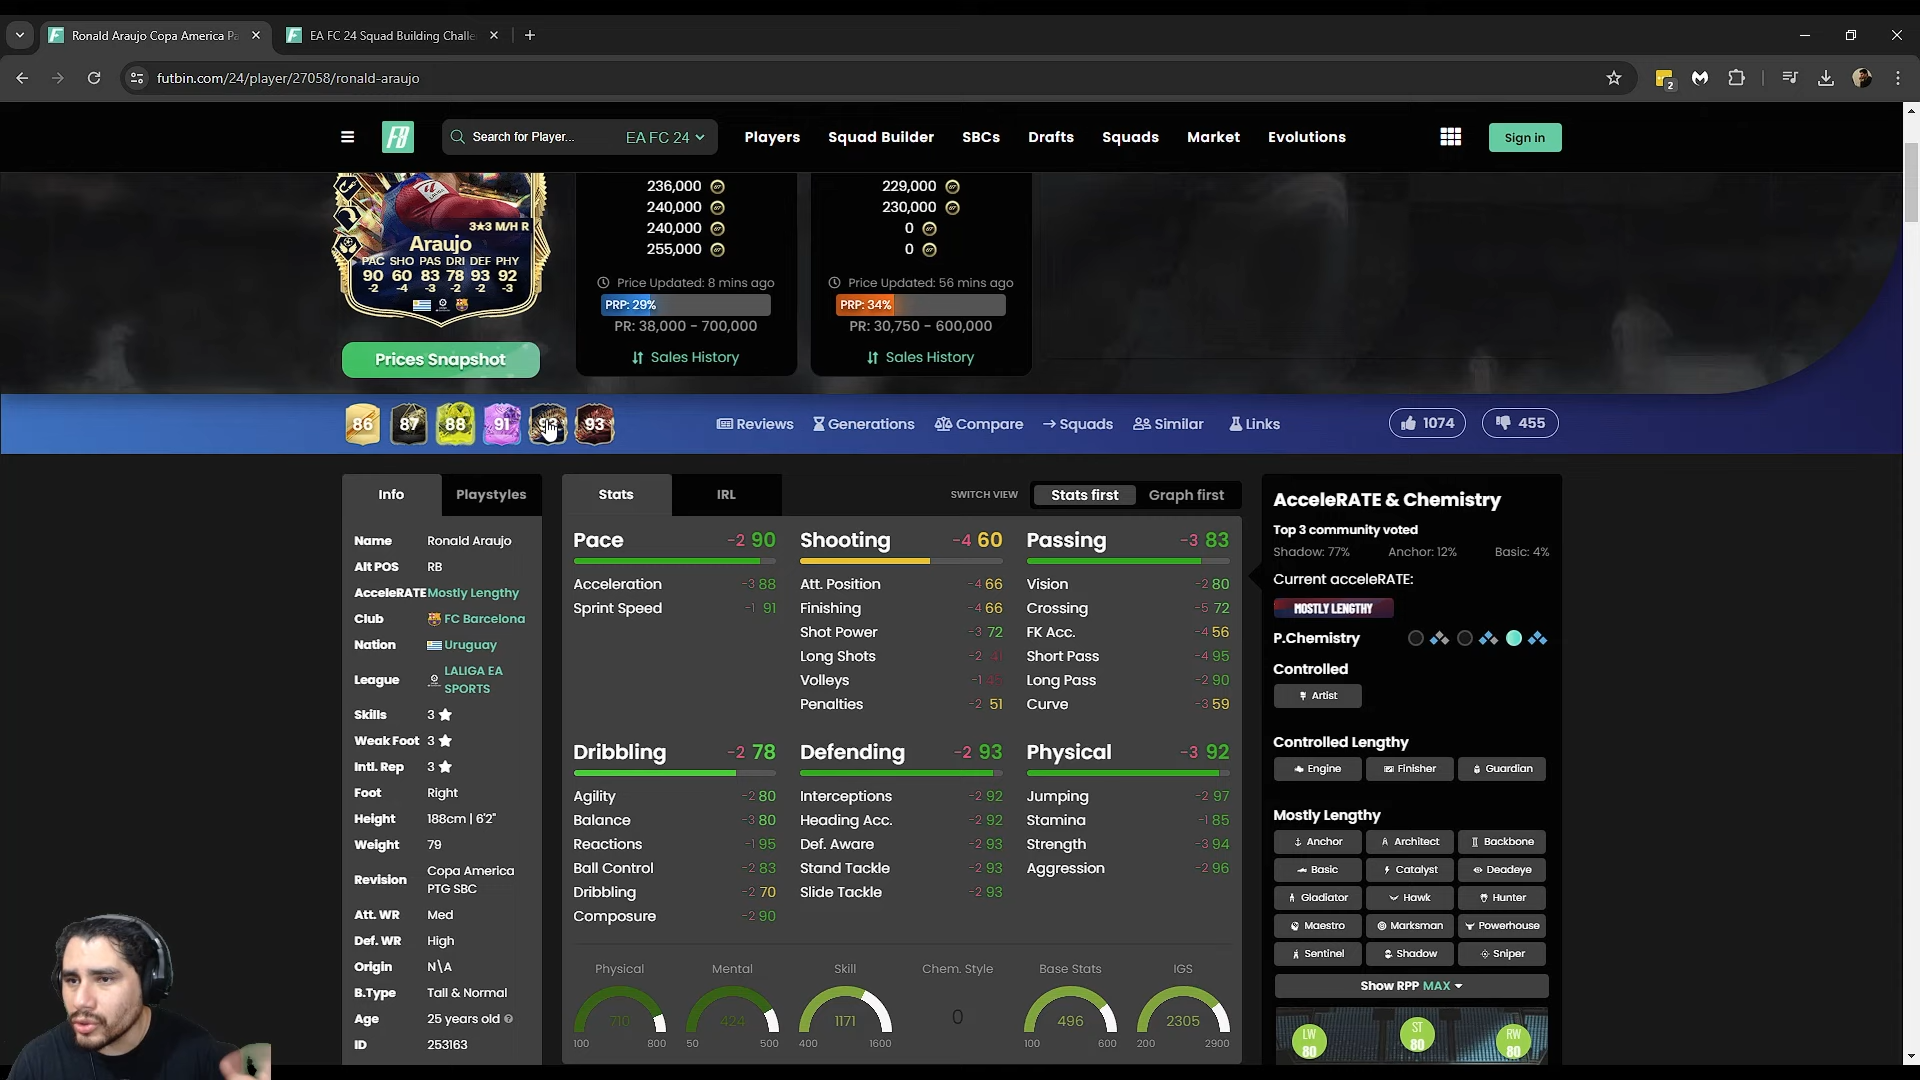 Ronald Araujo Copa America Pa
EA FC 24 Squad Building Challe
futbin.com/24/player/27058/ronald-araujo
2
Search for Player...
EA FC 24
Players
Squad Builder
SBCs
Drafts
Squads
Market
Evolutions
Sign in
3★3 M/H R
Araujo
PAC SHO PAS DRI DEF PHY
90 60 83 78 93 92
-2 -4 -3 -2 -2 -3
Prices Snapshot
236,000
240,000
240,000
255,000
Price Updated: 8 mins ago
PRP: 29%
PR: 38,000 - 700,000
Sales History
229,000
230,000
0
0
Price Updated: 56 mins ago
PRP: 34%
PR: 30,750 - 600,000
Sales History
86 87 88 91 93
Reviews
Generations
Compare
Squads
Similar
Links
1074
455
Info
Playstyles
Name Ronald Araujo
Alt POS RB
AcceleRATE Mostly Lengthy
Club FC Barcelona
Nation Uruguay
League LALIGA EA
SPORTS
Skills 3 ★
Weak Foot 3 ★
Intl. Rep 3 ★
Foot Right
Height 188cm | 6'2"
Weight 79
Revision Copa America
PTG SBC
Att. WR Med
Def. WR High
Origin N\A
B.Type Tall & Normal
Age 25 years old
ID 253163
Stats
IRL
SWITCH VIEW
Stats first
Graph first
Pace -2 90
Acceleration -3 88
Sprint Speed -1 91
Shooting -4 60
Att. Position -4 66
Finishing -4 66
Shot Power -3 72
Long Shots -2
Volleys -1
Penalties -2 51
Passing -3 83
Vision -2 80
Crossing -5 72
FK Acc. -4 56
Short Pass -4 95
Long Pass -2 90
Curve -3 59
Dribbling -2 78
Agility -2 80
Balance -3 80
Reactions -1 95
Ball Control -2 83
Dribbling -2 70
Composure -2 90
Defending -2 93
Interceptions -2 92
Heading Acc. -2 92
Def. Aware -2 93
Stand Tackle -2 93
Slide Tackle -2 93
Physical -3 92
Jumping -2 97
Stamina -1 85
Strength -3 94
Aggression -2 96
Physical
710
100 800
Mental
424
50 500
Skill
1171
400 1600
Chem. Style
0
Base Stats
496
100 600
IGS
2305
200 2900
AcceleRATE & Chemistry
Top 3 community voted
Shadow: 77% Anchor: 12% Basic: 4%
Current acceleRATE:
MOSTLY LENGTHY
P.Chemistry
Controlled
Artist
Controlled Lengthy
Engine Finisher Guardian
Mostly Lengthy
Anchor Architect Backbone
Basic Catalyst Deadeye
Gladiator Hawk Hunter
Maestro Marksman Powerhouse
Sentinel Shadow Sniper
Show RPP MAX
LW
80
ST
80
RW
80